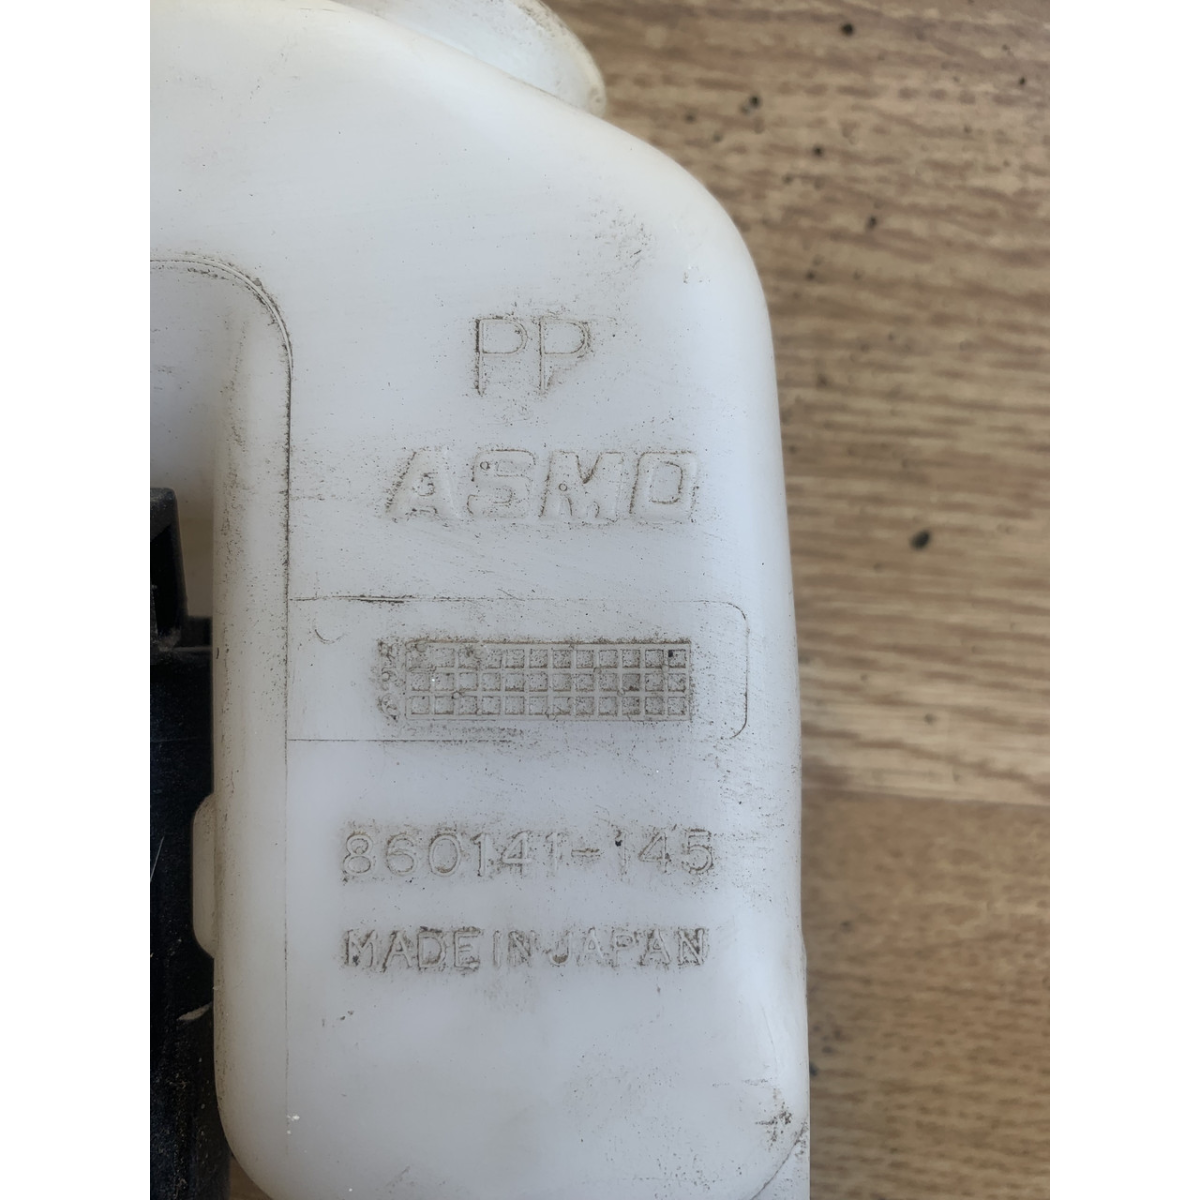 PP
ASMO
860141-145
MADE IN JAPAN